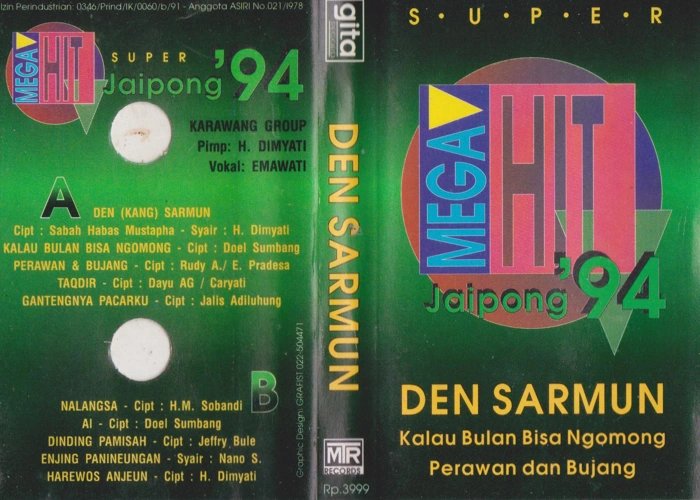 Izin Perindustrian: 0346/Prind/IK/0060/b/91 - Anggota ASIRI No.021/1978
MEGA
HIT
SUPER
Jaipong '94
KARAWANG GROUP
Pimp: H. DIMYATI
Vokal: EMAWATI
A
DEN (KANG) SARMUN
Cipt : Sabah Habas Mustapha - Syair : H. Dimyati
KALAU BULAN BISA NGOMONG - Cipt : Doel Sumbang
PERAWAN & BUJANG - Cipt : Rudy A./ E. Pradesa
TAQDIR - Cipt : Dayu AG / Caryati
GANTENGNYA PACARKU - Cipt : Jalis Adiluhung
B
NALANGSA - Cipt : H.M. Sobandi
AI - Cipt : Doel Sumbang
DINDING PAMISAH - Cipt : Jeffry Bule
ENJING PANINEUNGAN - Syair : Nano S.
HAREWOS ANJEUN - Cipt : H. Dimyati
Graphic Design: GRAFIST 022-504471
gita
DEN SARMUN
MTR
RECORDS
Rp.3999
S•U•P•E•R
MEGA
HIT
Jaipong '94
DEN SARMUN
Kalau Bulan Bisa Ngomong
Perawan dan Bujang